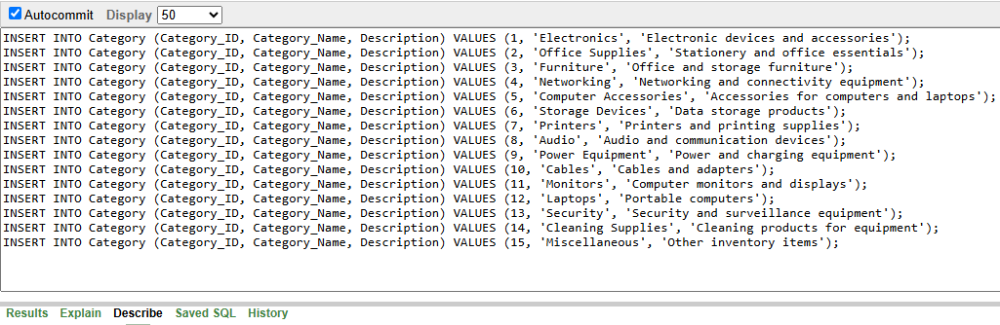 Autocommit Display 50
INSERT INTO Category (Category_ID, Category_Name, Description) VALUES (1, 'Electronics', 'Electronic devices and accessories');
INSERT INTO Category (Category_ID, Category_Name, Description) VALUES (2, 'Office Supplies', 'Stationery and office essentials');
INSERT INTO Category (Category_ID, Category_Name, Description) VALUES (3, 'Furniture', 'Office and storage furniture');
INSERT INTO Category (Category_ID, Category_Name, Description) VALUES (4, 'Networking', 'Networking and connectivity equipment');
INSERT INTO Category (Category_ID, Category_Name, Description) VALUES (5, 'Computer Accessories', 'Accessories for computers and laptops');
INSERT INTO Category (Category_ID, Category_Name, Description) VALUES (6, 'Storage Devices', 'Data storage products');
INSERT INTO Category (Category_ID, Category_Name, Description) VALUES (7, 'Printers', 'Printers and printing supplies');
INSERT INTO Category (Category_ID, Category_Name, Description) VALUES (8, 'Audio', 'Audio and communication devices');
INSERT INTO Category (Category_ID, Category_Name, Description) VALUES (9, 'Power Equipment', 'Power and charging equipment');
INSERT INTO Category (Category_ID, Category_Name, Description) VALUES (10, 'Cables', 'Cables and adapters');
INSERT INTO Category (Category_ID, Category_Name, Description) VALUES (11, 'Monitors', 'Computer monitors and displays');
INSERT INTO Category (Category_ID, Category_Name, Description) VALUES (12, 'Laptops', 'Portable computers');
INSERT INTO Category (Category_ID, Category_Name, Description) VALUES (13, 'Security', 'Security and surveillance equipment');
INSERT INTO Category (Category_ID, Category_Name, Description) VALUES (14, 'Cleaning Supplies', 'Cleaning products for equipment');
INSERT INTO Category (Category_ID, Category_Name, Description) VALUES (15, 'Miscellaneous', 'Other inventory items');
Results Explain Describe Saved SQL History